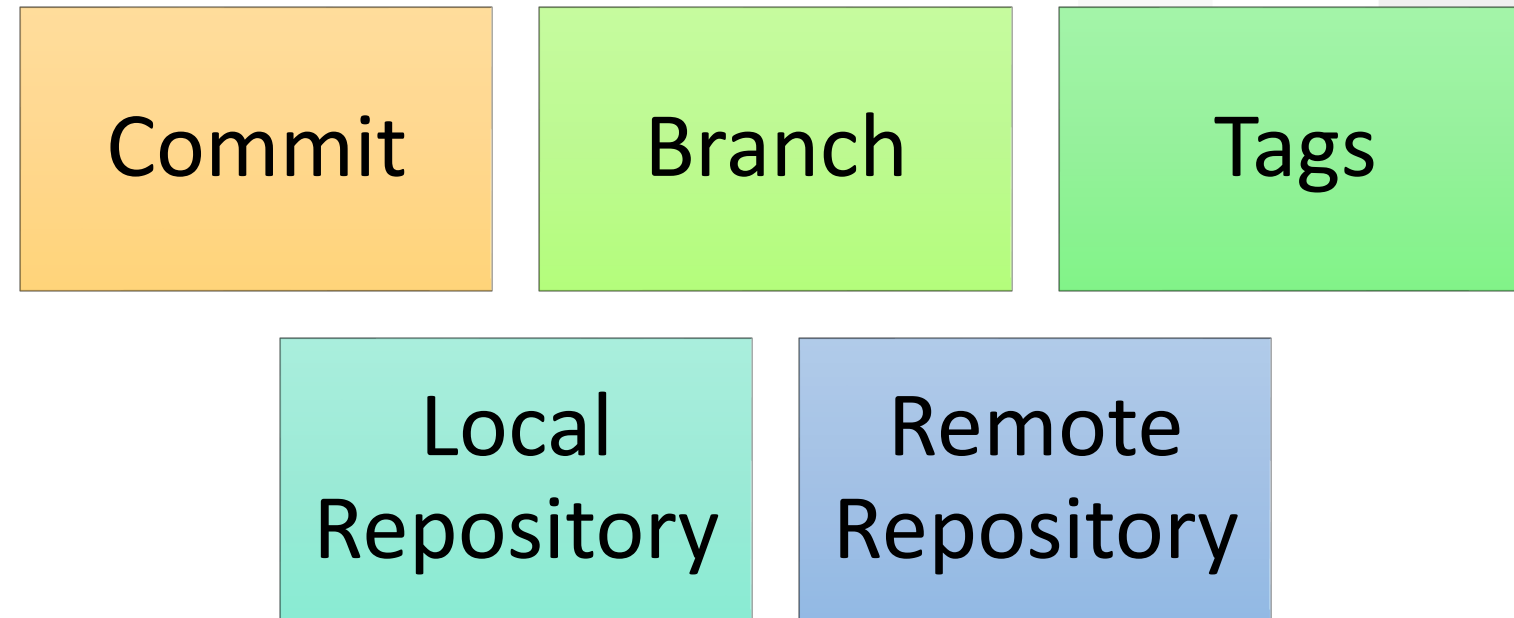 Commit
Branch
Tags
Local
Repository
Remote
Repository